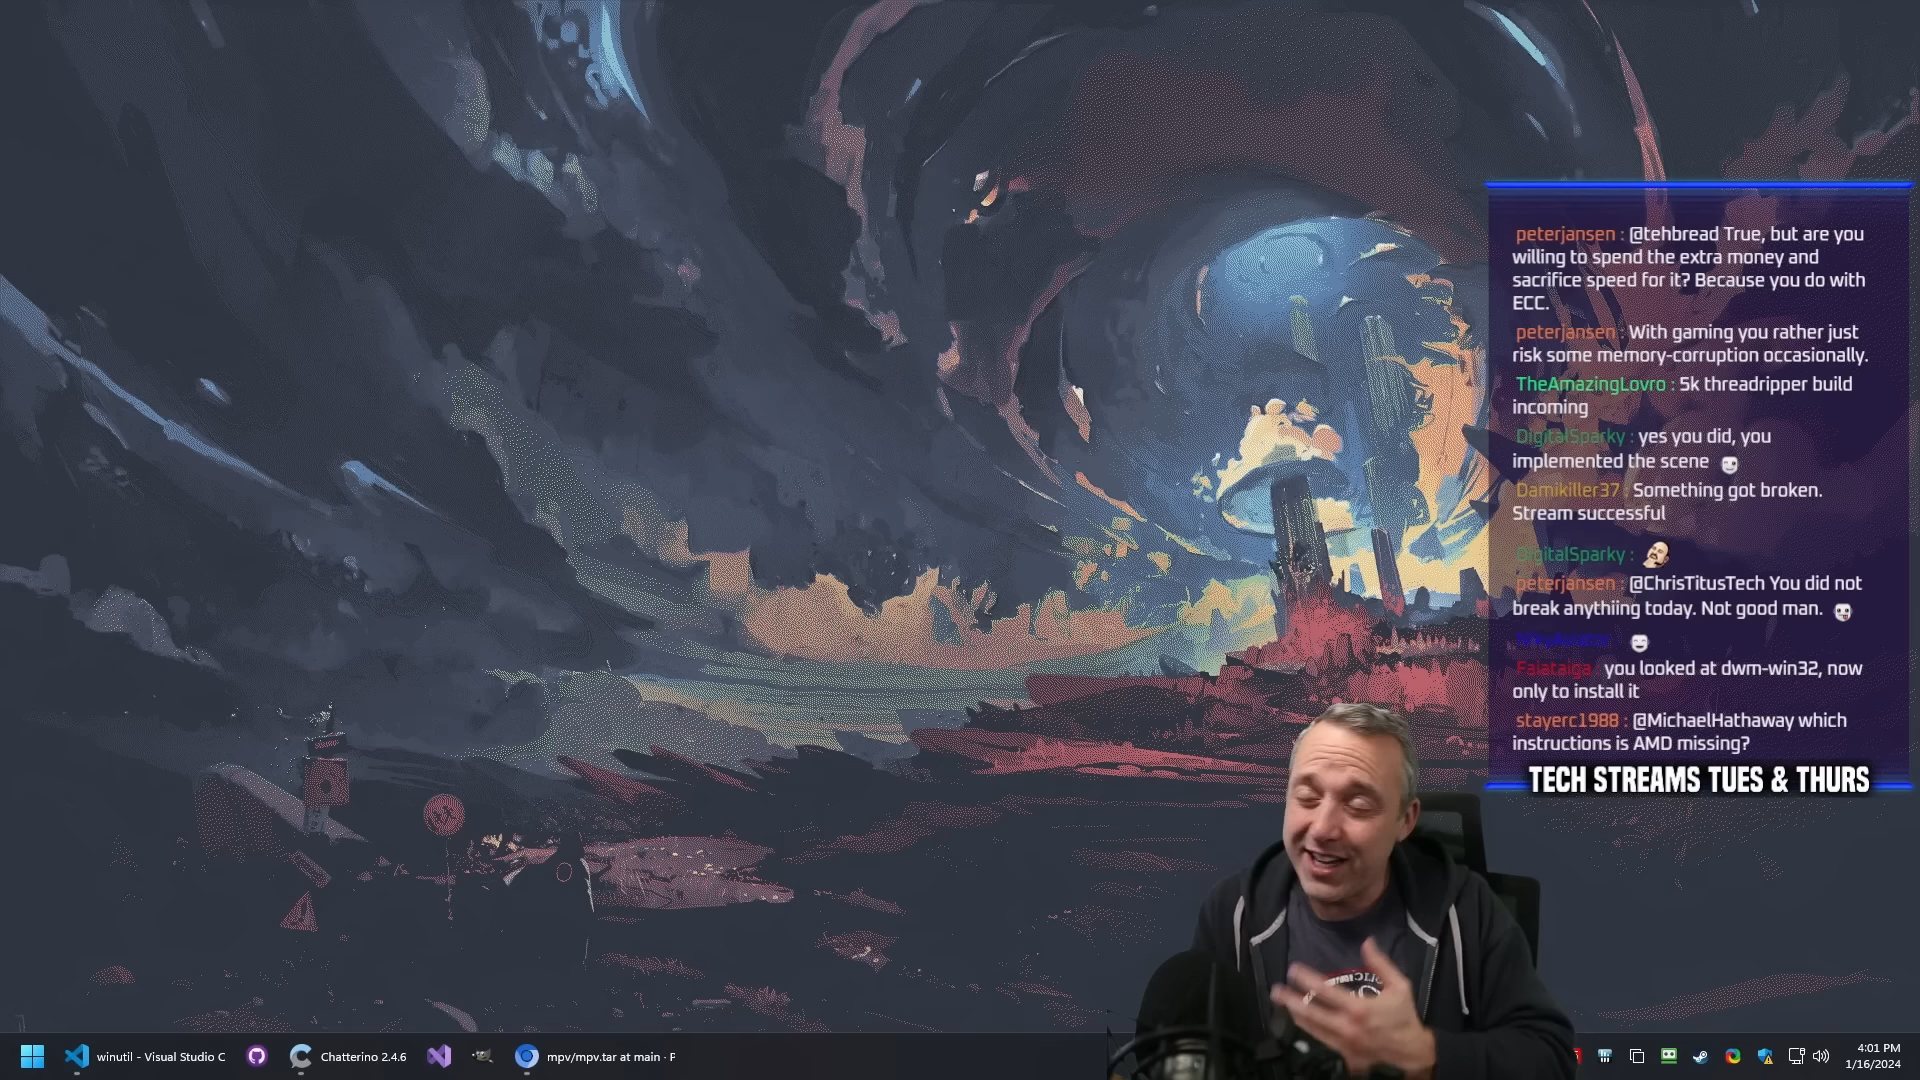 peterjansen : @tehbread True, but are you
willing to spend the extra money and
sacrifice speed for it? Because you do with
ECC.
peterjansen : With gaming you rather just
risk some memory-corruption occasionally.
TheAmazingLovro : 5k threadripper build
incoming
DigitalSparky : yes you did, you
implemented the scene
Damikiller37 : Something got broken.
Stream successful
DigitalSparky :
peterjansen : @ChrisTitusTech You did not
break anythiing today. Not good man.
Faiataiga : you looked at dwm-win32, now
only to install it
stayerc1988 : @MichaelHathaway which
instructions is AMD missing?
TECH STREAMS TUES & THURS
winutil - Visual Studio C
Chatterino 2.4.6
mpv/mpv.tar at main · P
4:01 PM
1/16/2024